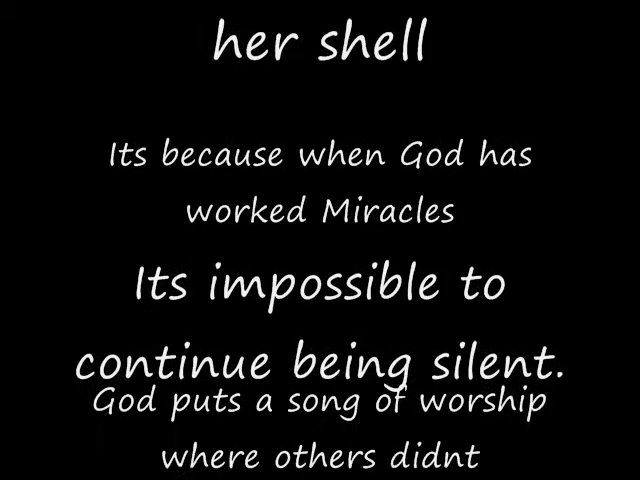 her shell
Its because when God has
worked Miracles
Its impossible to
continue being silent.
God puts a song of worship
where others didnt